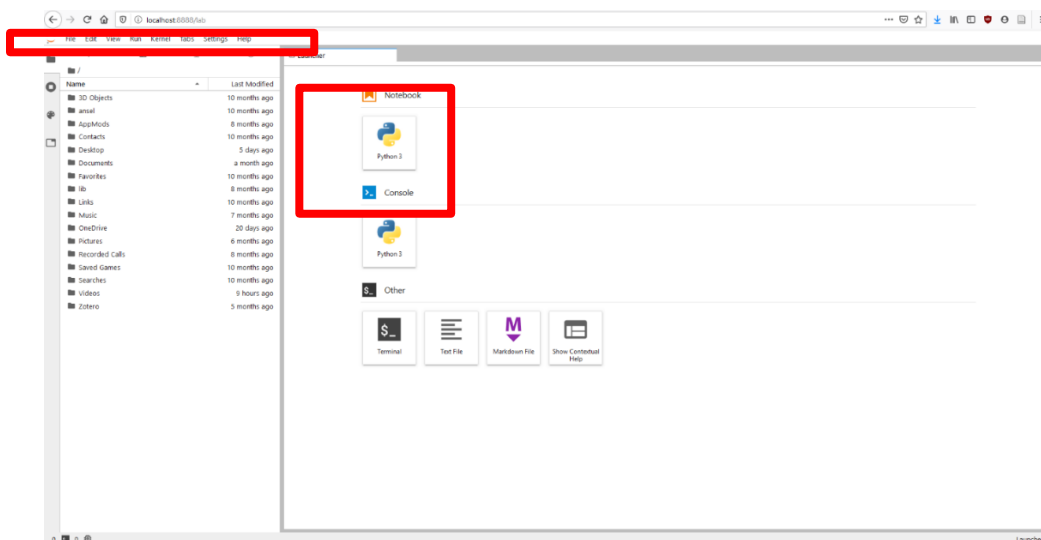 localhost:8888/lab
File Edit View Run Kernel Tabs Settings Help
Launcher
/
Name Last Modified
3D Objects 10 months ago
ansel 10 months ago
AppMods 8 months ago
Contacts 10 months ago
Desktop 5 days ago
Documents a month ago
Favorites 10 months ago
lib 8 months ago
Links 10 months ago
Music 7 months ago
OneDrive 20 days ago
Pictures 6 months ago
Recorded Calls 8 months ago
Saved Games 10 months ago
Searches 10 months ago
Videos 9 hours ago
Zotero 5 months ago
Notebook
Python 3
>_ Console
Python 3
$_ Other
$_
M
Terminal Text File Markdown File Show Contextual
Help
0 0
Launcher